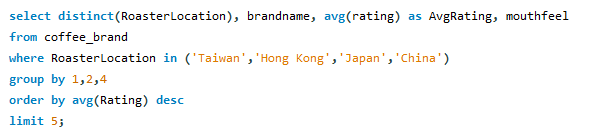 select distinct(RoasterLocation), brandname, avg(rating) as AvgRating, mouthfeel
from coffee_brand
where RoasterLocation in ('Taiwan','Hong Kong','Japan','China')
group by 1,2,4
order by avg(Rating) desc
limit 5;